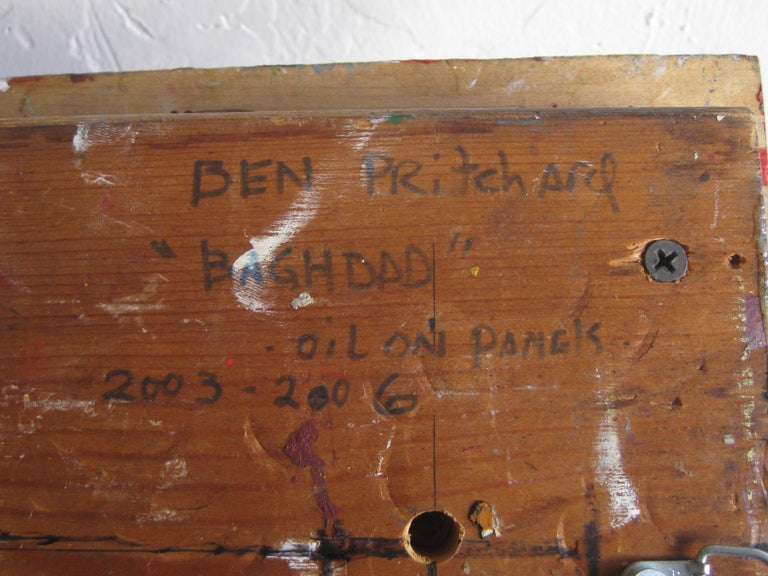 BEN PRitchARd
"BAGHDAD"
. OIL ON PANELS.
2003-2006